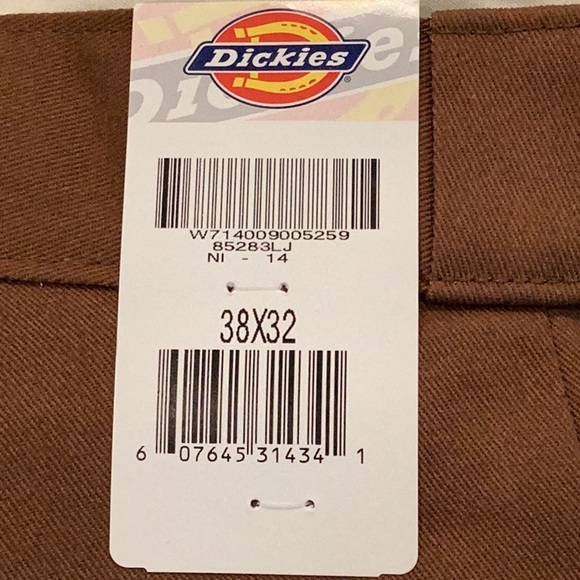 Dickies®
W714009005259
85283LJ
NI - 14
38X32
6 07645 31434 1